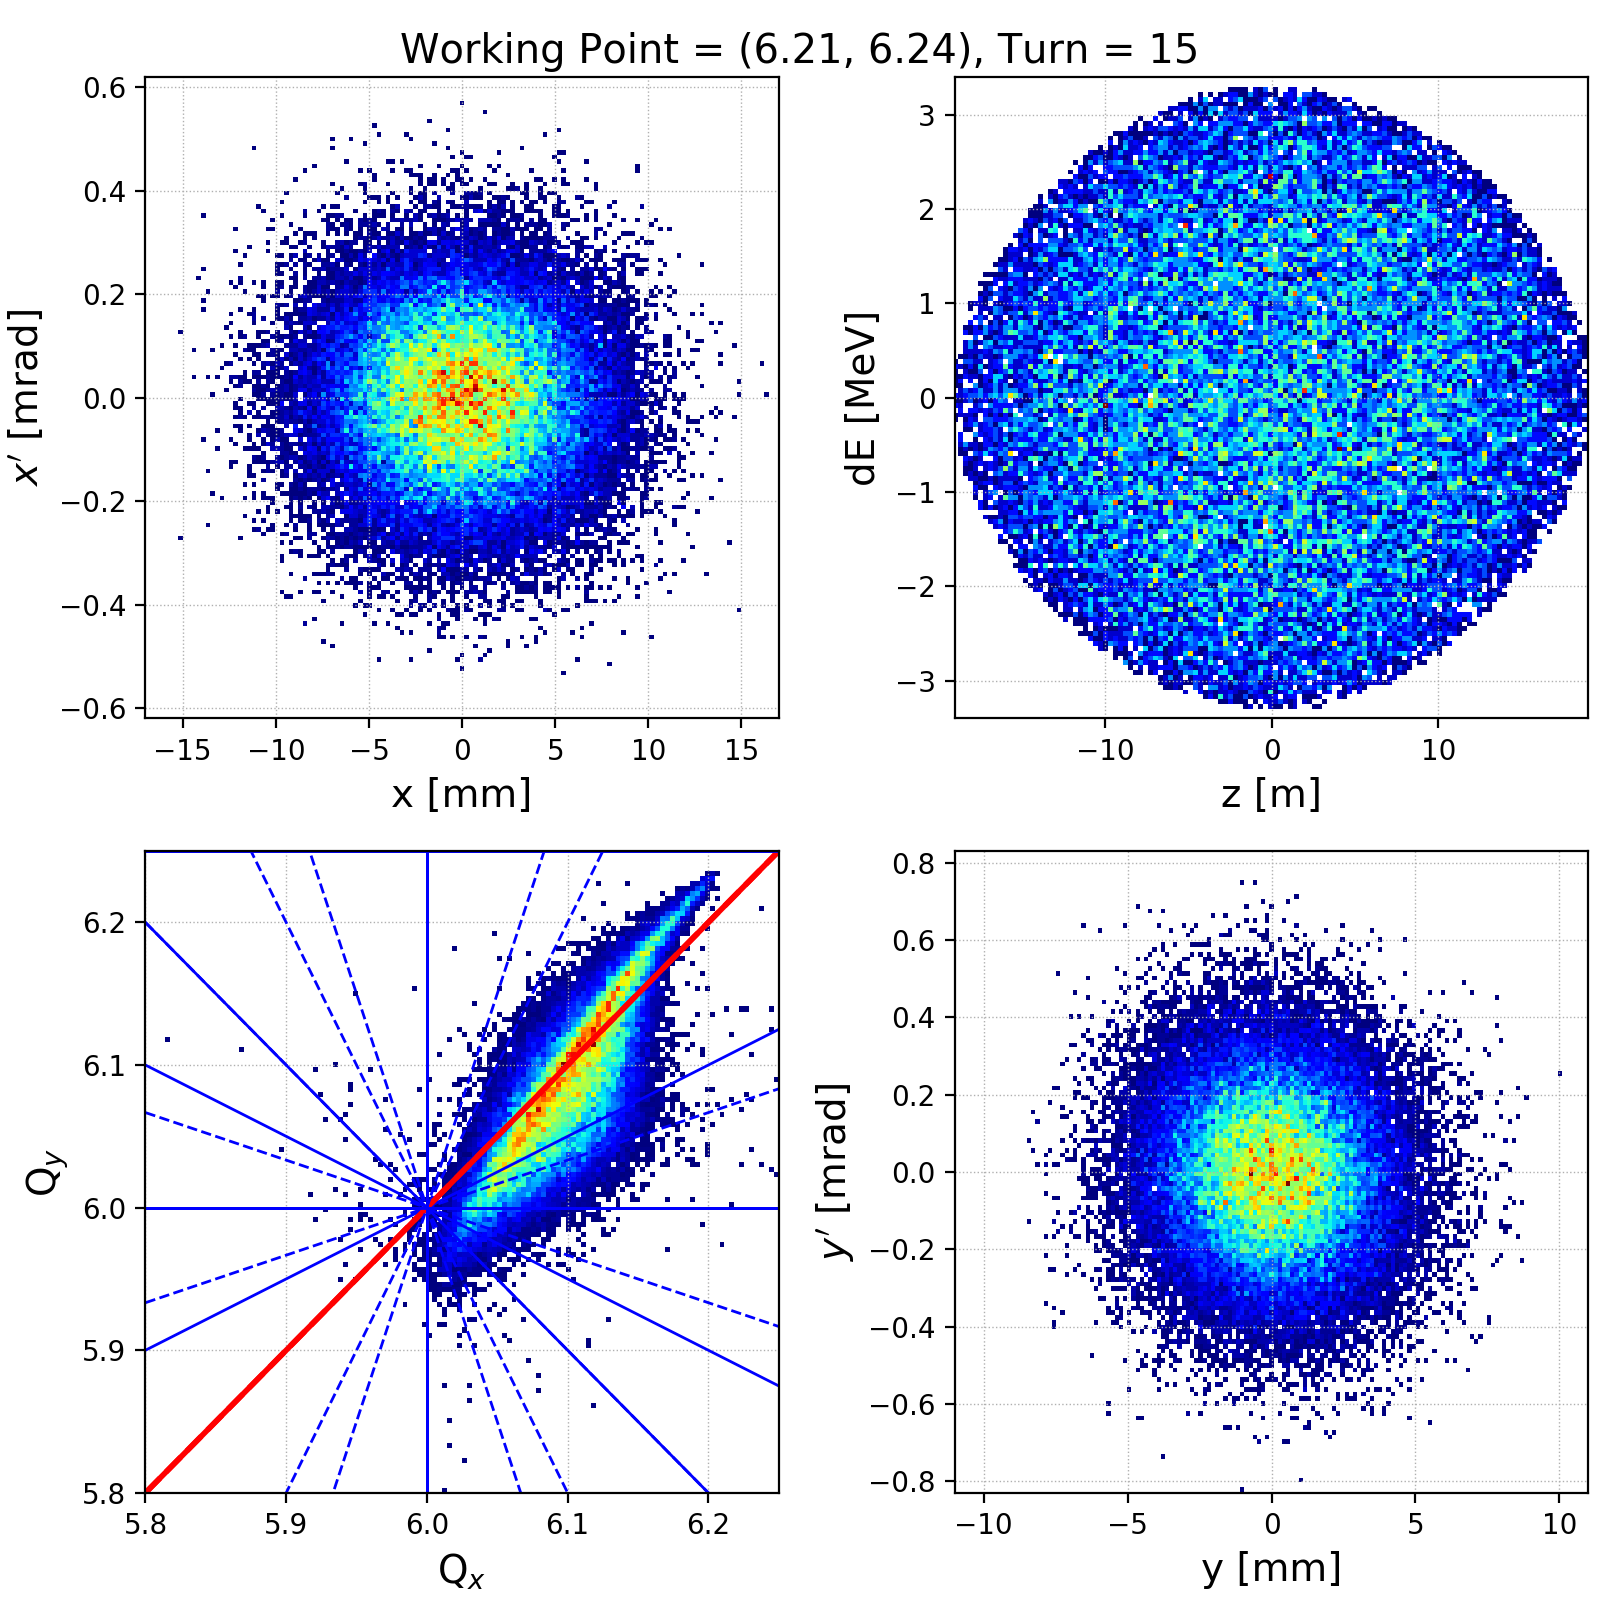 Working Point = (6.21, 6.24), Turn = 15
0.6
0.4
0.2
0.0
−0.2
−0.4
−0.6
x′ [mrad]
−15 −10 −5 0 5 10 15
x [mm]
3
2
1
0
−1
−2
−3
dE [MeV]
−10 0 10
z [m]
6.2
6.1
6.0
5.9
5.8
Qy
5.8 5.9 6.0 6.1 6.2
Qx
0.8
0.6
0.4
0.2
0.0
−0.2
−0.4
−0.6
−0.8
y′ [mrad]
−10 −5 0 5 10
y [mm]